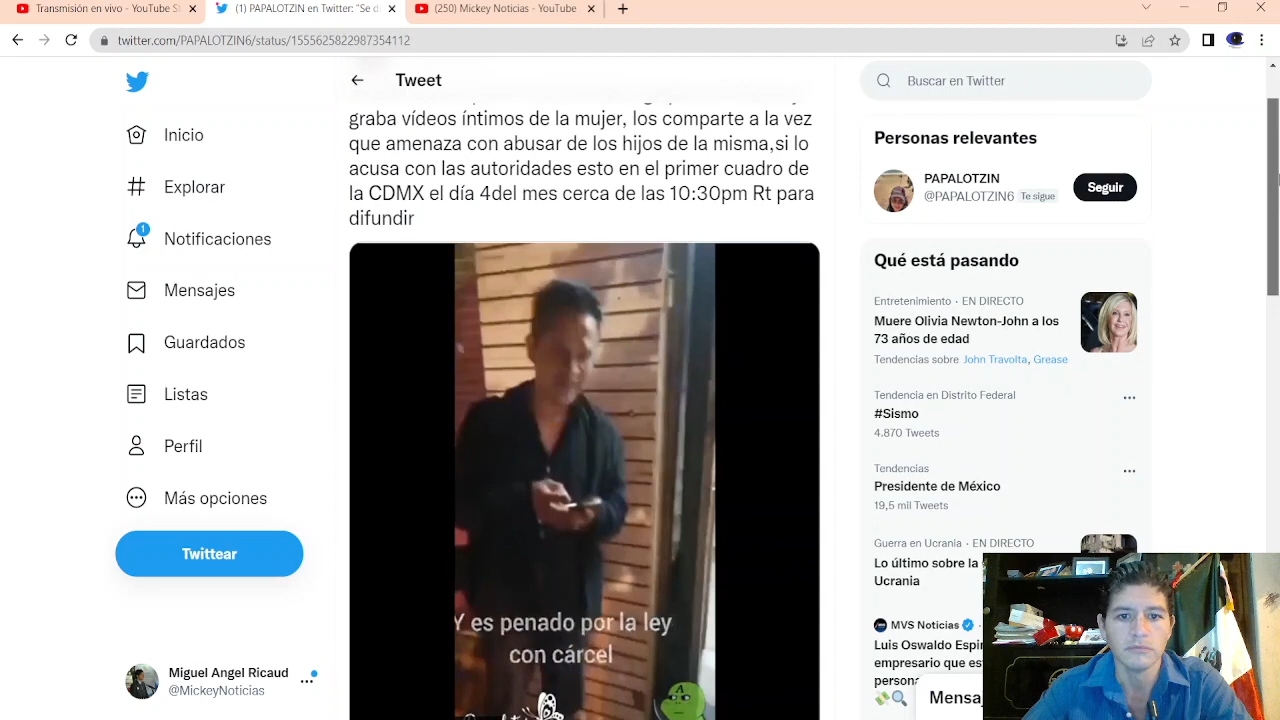 Transmisión en vivo - YouTube St
(1) PAPALOTZIN en Twitter: "Se d
(250) Mickey Noticias - YouTube
twitter.com/PAPALOTZIN6/status/1555625822987354112
Tweet
graba vídeos íntimos de la mujer, los comparte a la vez
que amenaza con abusar de los hijos de la misma,si lo
acusa con las autoridades esto en el primer cuadro de
la CDMX el día 4del mes cerca de las 10:30pm Rt para
difundir
Y es penado por la ley
con cárcel
A
Inicio
Explorar
1
Notificaciones
Mensajes
Guardados
Listas
Perfil
Más opciones
Twittear
Miguel Angel Ricaud
@MickeyNoticias
Buscar en Twitter
Personas relevantes
PAPALOTZIN
@PAPALOTZIN6 Te sigue
Seguir
Qué está pasando
Entretenimiento · EN DIRECTO
Muere Olivia Newton-John a los
73 años de edad
Tendencias sobre John Travolta, Grease
Tendencia en Distrito Federal
#Sismo
4.870 Tweets
Tendencias
Presidente de México
19,5 mil Tweets
Guerra en Ucrania · EN DIRECTO
Lo último sobre la
Ucrania
MVS Noticias
Luis Oswaldo Espi
empresario que es
persona
Mensa